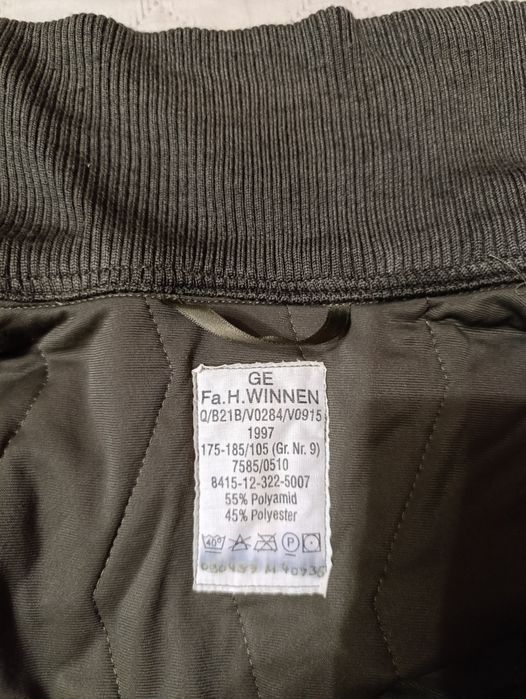 GE
Fa.H.WINNEN
Q/B21B/V0284/V0915
1997
175-185/105 (Gr. Nr. 9)
7585/0510
8415-12-322-5007
55% Polyamid
45% Polyester
40° P